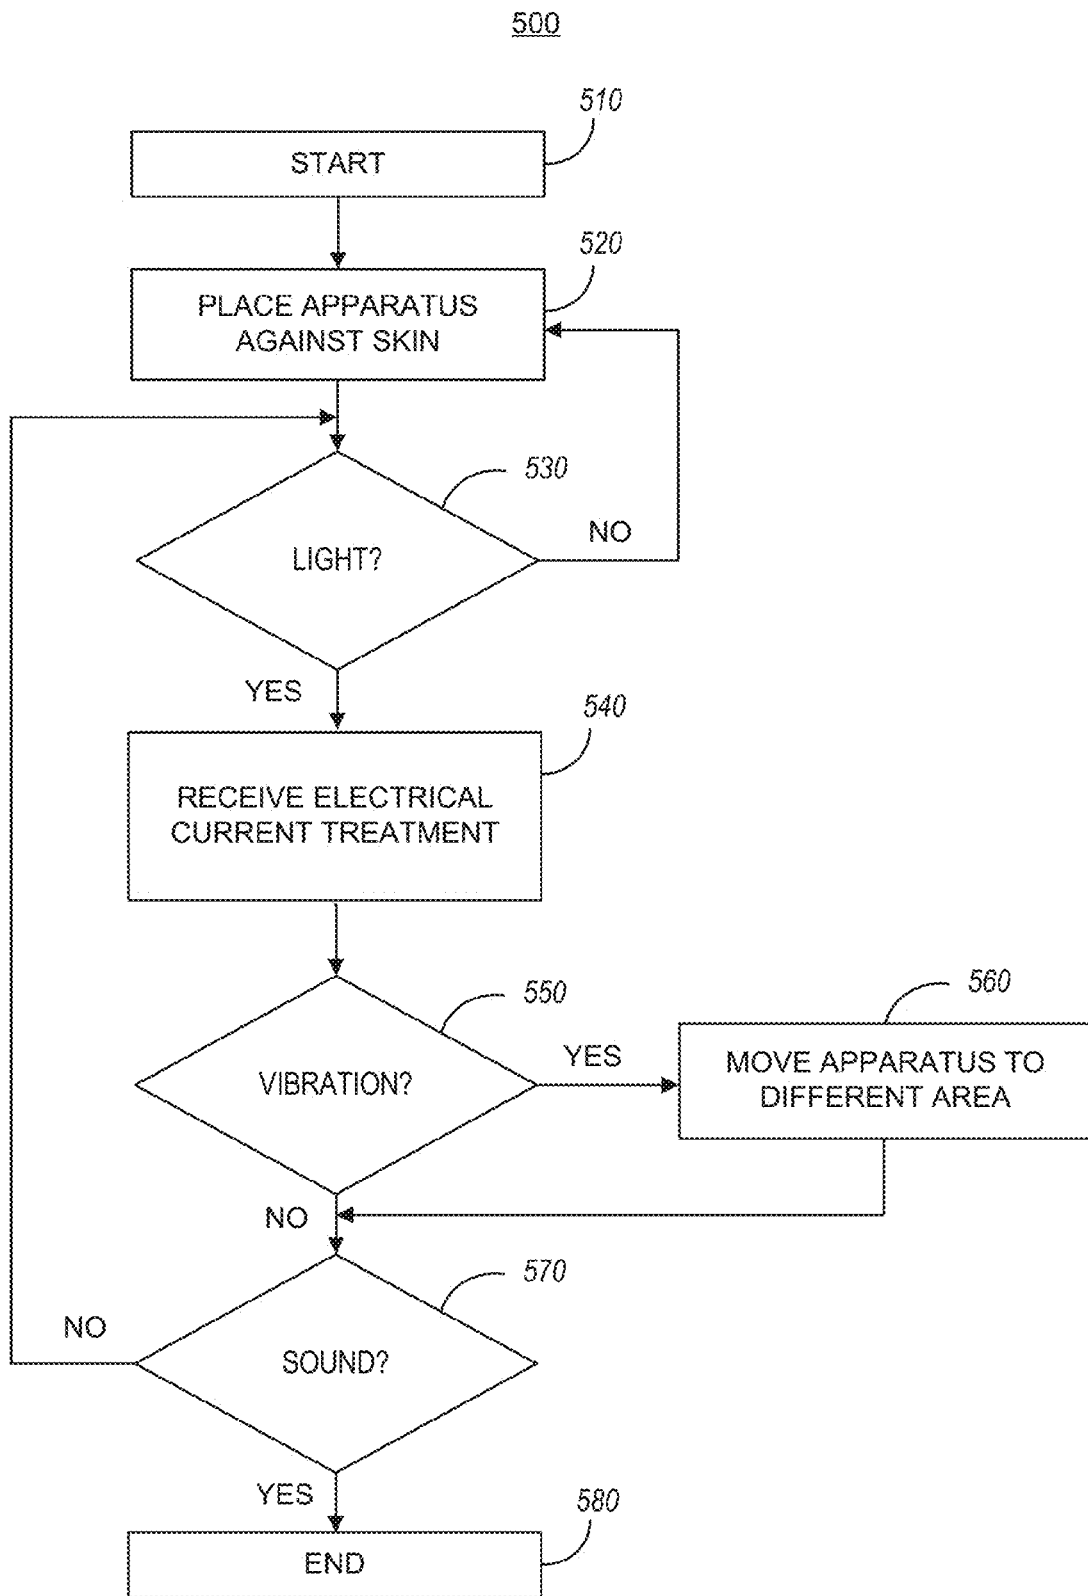 500
510
START
520
PLACE APPARATUS
AGAINST SKIN
530
LIGHT?
NO
YES
540
RECEIVE ELECTRICAL
CURRENT TREATMENT
550
VIBRATION?
YES
560
MOVE APPARATUS TO
DIFFERENT AREA
NO
570
NO
SOUND?
YES
580
END